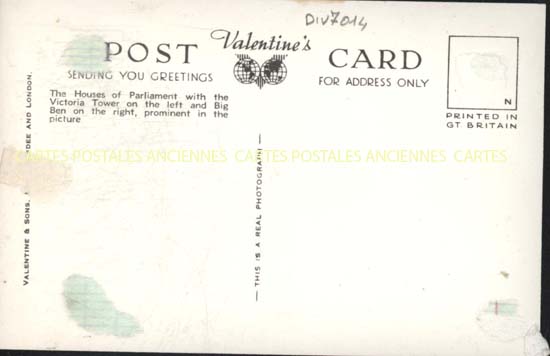 DIV7014
POST Valentine's CARD
SENDING YOU GREETINGS
FOR ADDRESS ONLY
The Houses of Parliament with the
Victoria Tower on the left and Big
Ben on the right, prominent in the
picture
N
PRINTED IN
GT. BRITAIN
CARTES POSTALES ANCIENNES CARTES POSTALES ANCIENNES CARTES
VALENTINE & SONS, DEE AND LONDON.
— THIS IS A REAL PHOTOGRAPH —